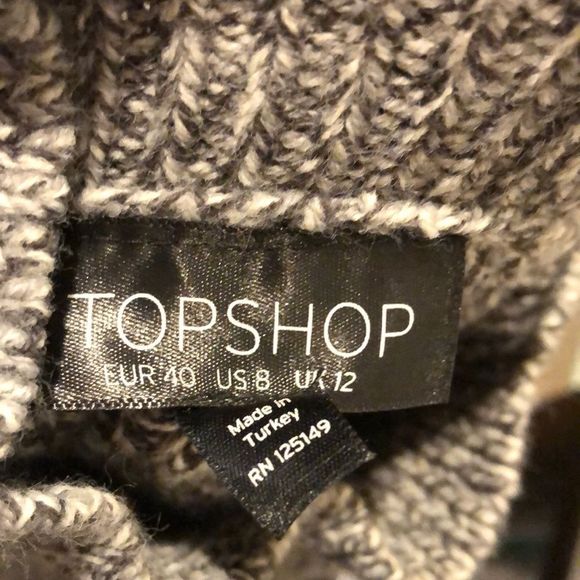 TOPSHOP
EUR 40 US 8 UK 12
Made in
Turkey
RN 125149